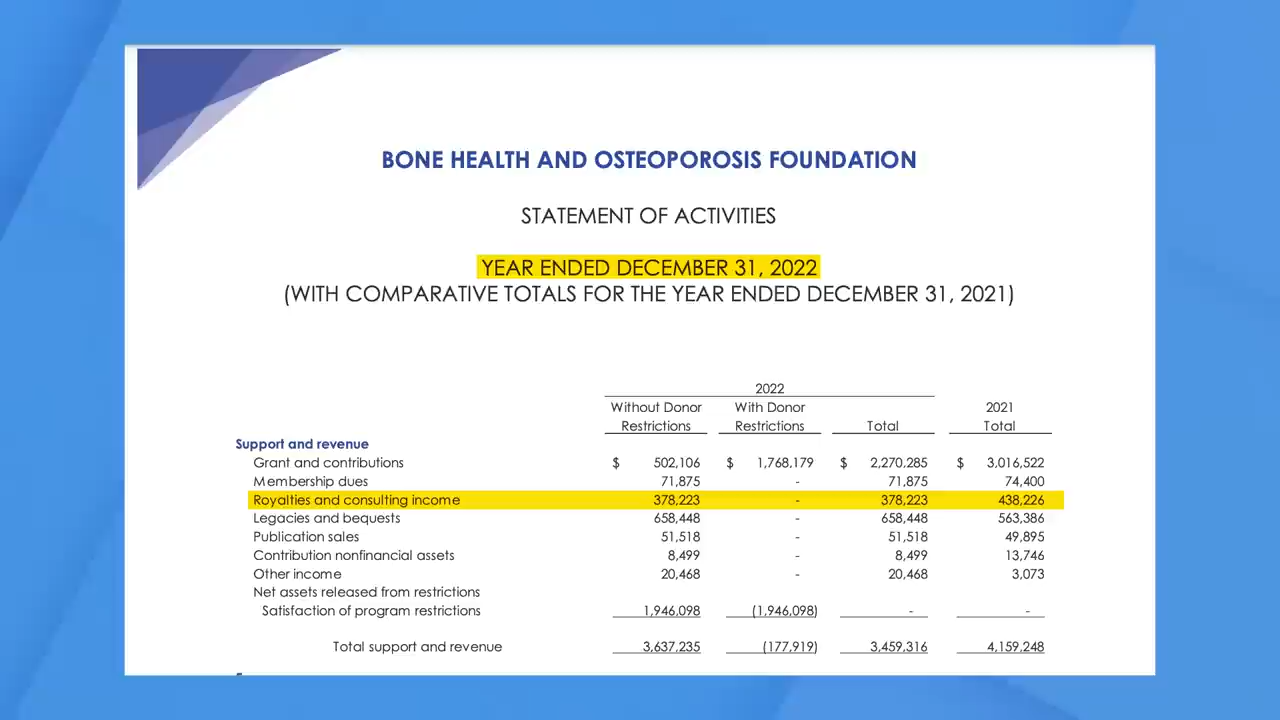 BONE HEALTH AND OSTEOPOROSIS FOUNDATION
STATEMENT OF ACTIVITIES
YEAR ENDED DECEMBER 31, 2022
(WITH COMPARATIVE TOTALS FOR THE YEAR ENDED DECEMBER 31, 2021)
2022
Without Donor With Donor 2021
Restrictions Restrictions Total Total
Support and revenue
Grant and contributions $ 502,106 $ 1,768,179 $ 2,270,285 $ 3,016,522
Membership dues 71,875 - 71,875 74,400
Royalties and consulting income 378,223 - 378,223 438,226
Legacies and bequests 658,448 - 658,448 563,386
Publication sales 51,518 - 51,518 49,895
Contribution nonfinancial assets 8,499 - 8,499 13,746
Other income 20,468 - 20,468 3,073
Net assets released from restrictions
Satisfaction of program restrictions 1,946,098 (1,946,098) - -
Total support and revenue 3,637,235 (177,919) 3,459,316 4,159,248